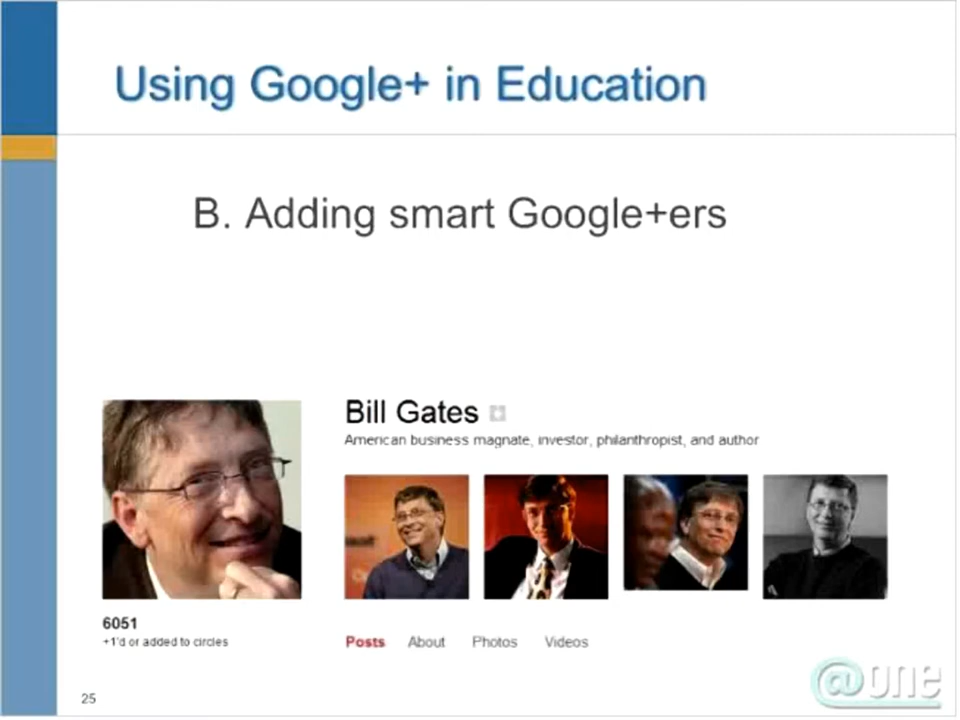 Using Google+ in Education
B. Adding smart Google+ers
Bill Gates
American business magnate, investor, philanthropist, and author
6051
+1'd or added to circles
Posts About Photos Videos
25
@one